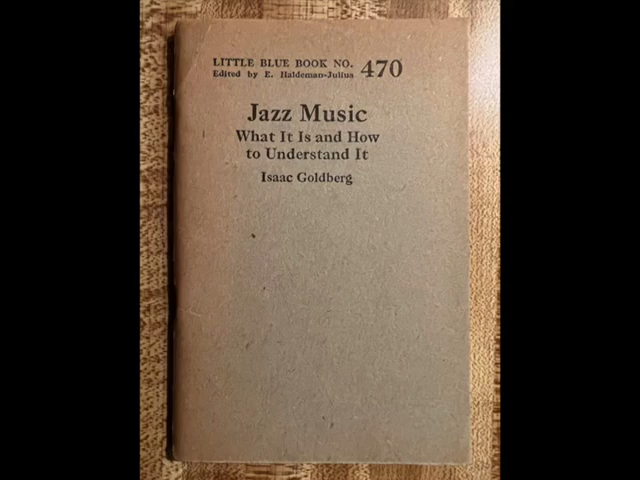 LITTLE BLUE BOOK NO. 470
Edited by E. Haldeman-Julius
Jazz Music
What It Is and How
to Understand It
Isaac Goldberg